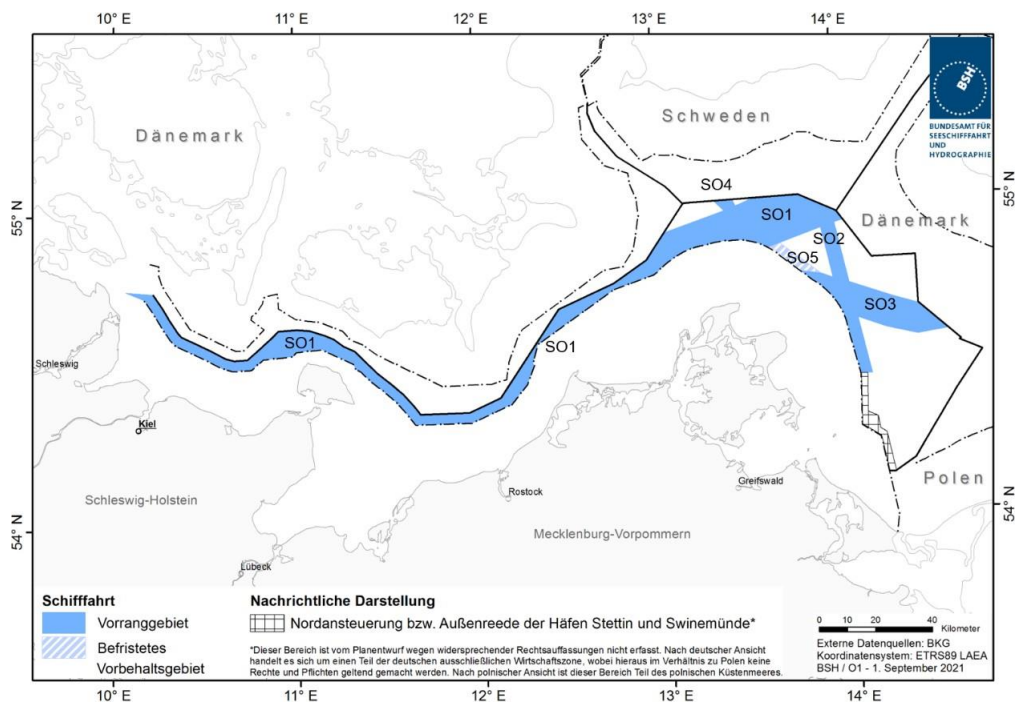 10° E 11° E 12° E 13° E 14° E
BSH
BUNDESAMT FÜR
SEESCHIFFFAHRT
UND
HYDROGRAPHIE
Schweden
Dänemark
SO4
55° N
55° N
SO1
Dänemark
SO2
SO5
SO3
SO1
SO1
Schleswig
Kiel
Polen
Greifswald
Schleswig-Holstein
Rostock
54° N
54° N
Mecklenburg-Vorpommern
Lübeck
Schifffahrt
Vorranggebiet
Befristetes
Vorbehaltsgebiet
Nachrichtliche Darstellung
Nordansteuerung bzw. Außenreede der Häfen Stettin und Swinemünde*
*Dieser Bereich ist vom Planentwurf wegen widersprechender Rechtsauffassungen nicht erfasst. Nach deutscher Ansicht
handelt es sich um einen Teil der deutschen ausschließlichen Wirtschaftszone, wobei hieraus im Verhältnis zu Polen keine
Rechte und Pflichten geltend gemacht werden. Nach polnischer Ansicht ist dieser Bereich Teil des polnischen Küstenmeeres.
0 10 20 40
Kilometer
Externe Datenquellen: BKG
Koordinatensystem: ETRS89 LAEA
BSH / O1 - 1. September 2021
10° E 11° E 12° E 13° E 14° E